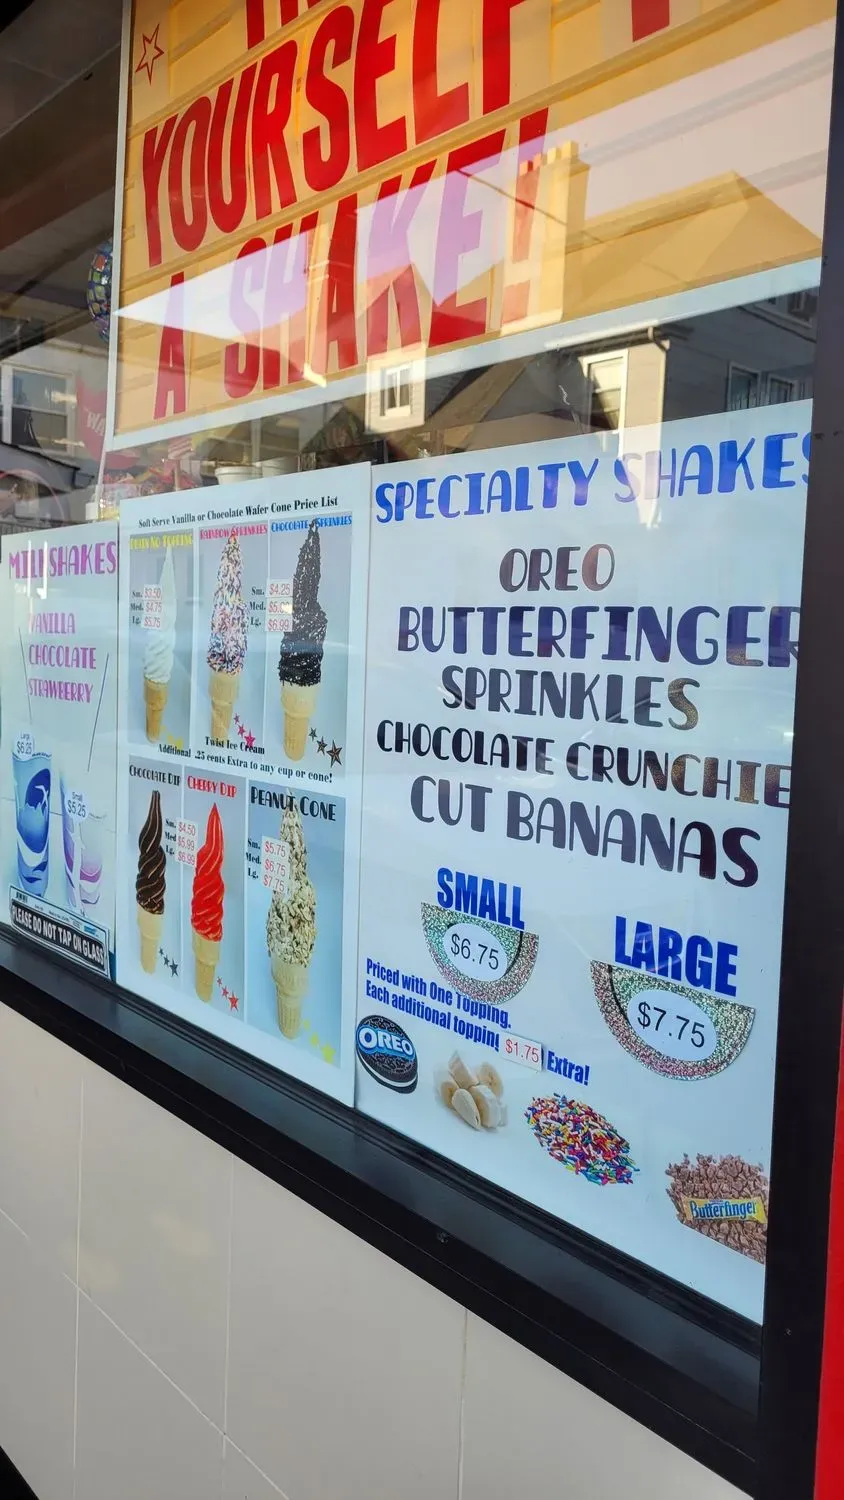 YOURSELF
A SHAKE!
MILKSHAKES
VANILLA
CHOCOLATE
STRAWBERRY
Large
$6.25
Small
$5.25
PLEASE DO NOT TAP ON GLASS
Soft Serve Vanilla or Chocolate Wafer Cone Price List
PLAIN NO TOPPING
RAINBOW SPRINKLES
CHOCOLATE SPRINKLES
Sm. $3.50
Med. $4.75
Lg. $5.75
Sm. $4.25
Med.
Lg. $6.99
Twist Ice Cream
Additional .25 cents Extra to any cup or cone!
CHOCOLATE DIP
CHERRY DIP
PEANUT CONE
Sm. $4.50
Med $5.99
Lg. $6.99
Sm. $5.75
Med. $6.75
Lg. $7.75
SPECIALTY SHAKES
OREO
BUTTERFINGER
SPRINKLES
CHOCOLATE CRUNCHIE
CUT BANANAS
SMALL
$6.75
LARGE
$7.75
Priced with One Topping.
Each additional topping $1.75 Extra!
OREO
Butterfinger